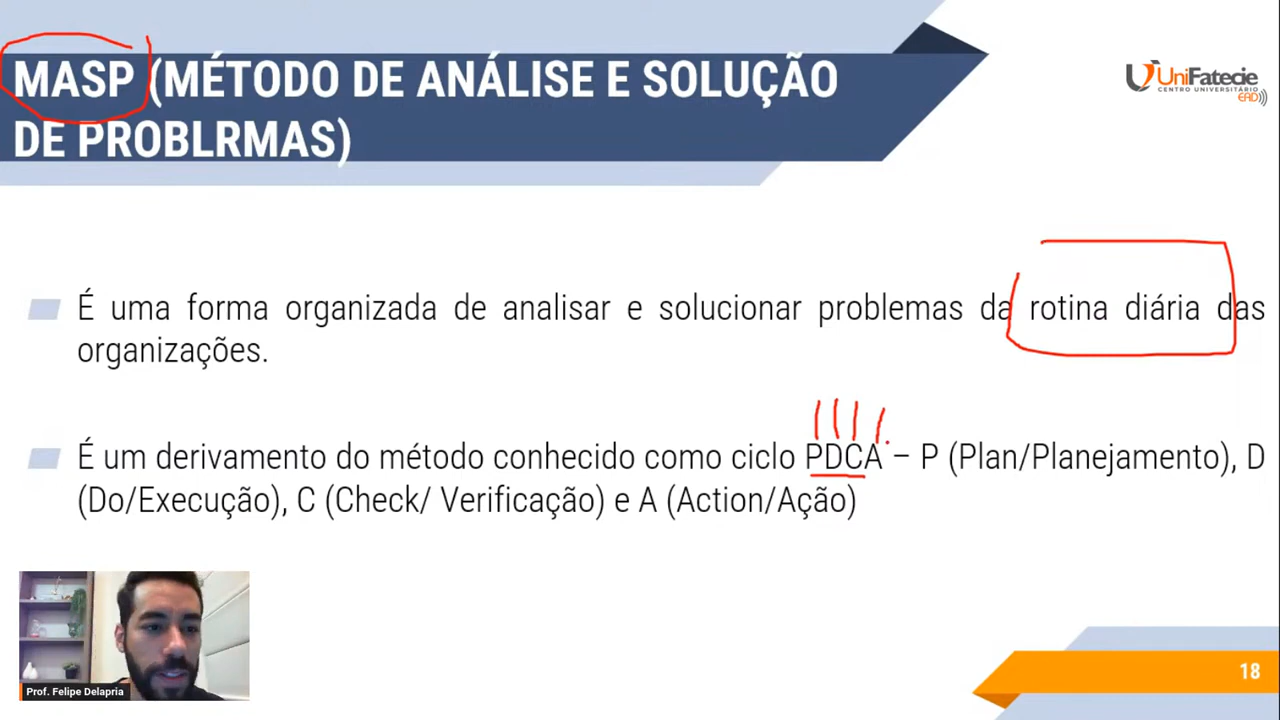 MASP (MÉTODO DE ANÁLISE E SOLUÇÃO
DE PROBLRMAS)
UniFatecie
CENTRO UNIVERSITÁRIO
EAD
É uma forma organizada de analisar e solucionar problemas da rotina diária das
organizações.
É um derivamento do método conhecido como ciclo PDCA – P (Plan/Planejamento), D
(Do/Execução), C (Check/ Verificação) e A (Action/Ação)
Prof. Felipe Delapria
18